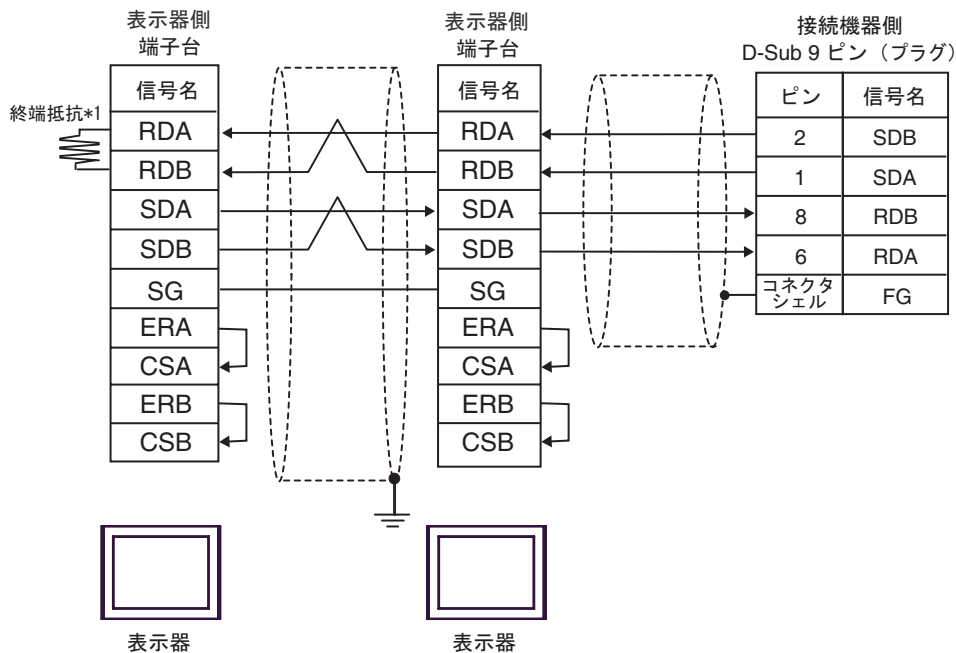 表示器側
端子台
信号名
RDA
RDB
SDA
SDB
SG
ERA
CSA
ERB
CSB
終端抵抗*1
表示器側
端子台
信号名
RDA
RDB
SDA
SDB
SG
ERA
CSA
ERB
CSB
接続機器側
D-Sub 9 ピン（プラグ）
ピン 信号名
2 SDB
1 SDA
8 RDB
6 RDA
コネクタ
シェル FG
表示器
表示器